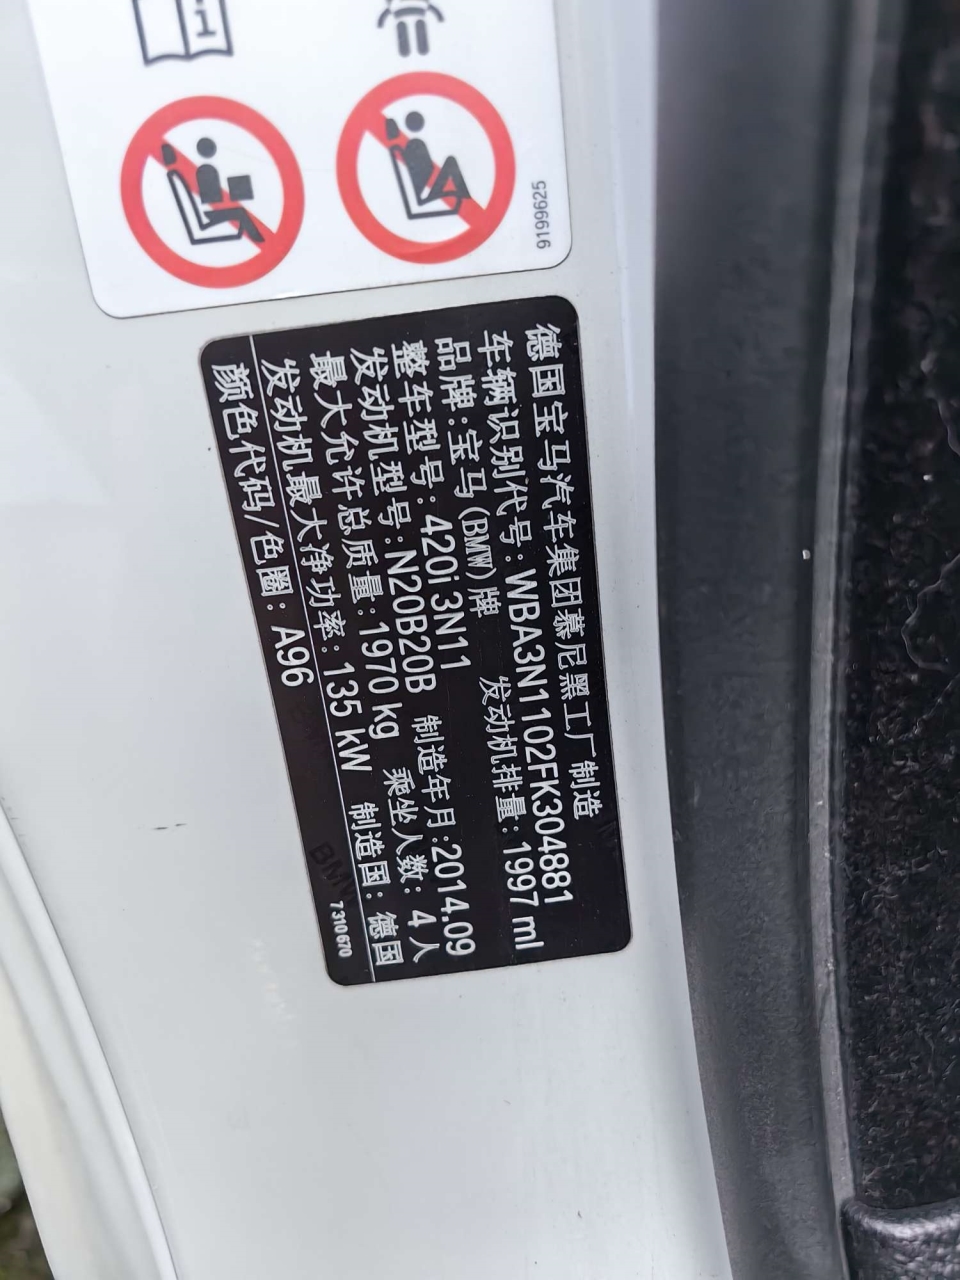 9199625
德国宝马汽车集团慕尼黑工厂制造
车辆识别代号:WBA3N1102FK304881
品牌:宝马(BMW)牌 发动机排量:1997 ml
整车型号:420i 3N11 制造年月:2014.09
发动机型号:N20B20B 乘坐人数:4人
最大允许总质量:1970 kg
发动机最大净功率:135 kW 制造国:德国
颜色代码/色圈:A96
7310670